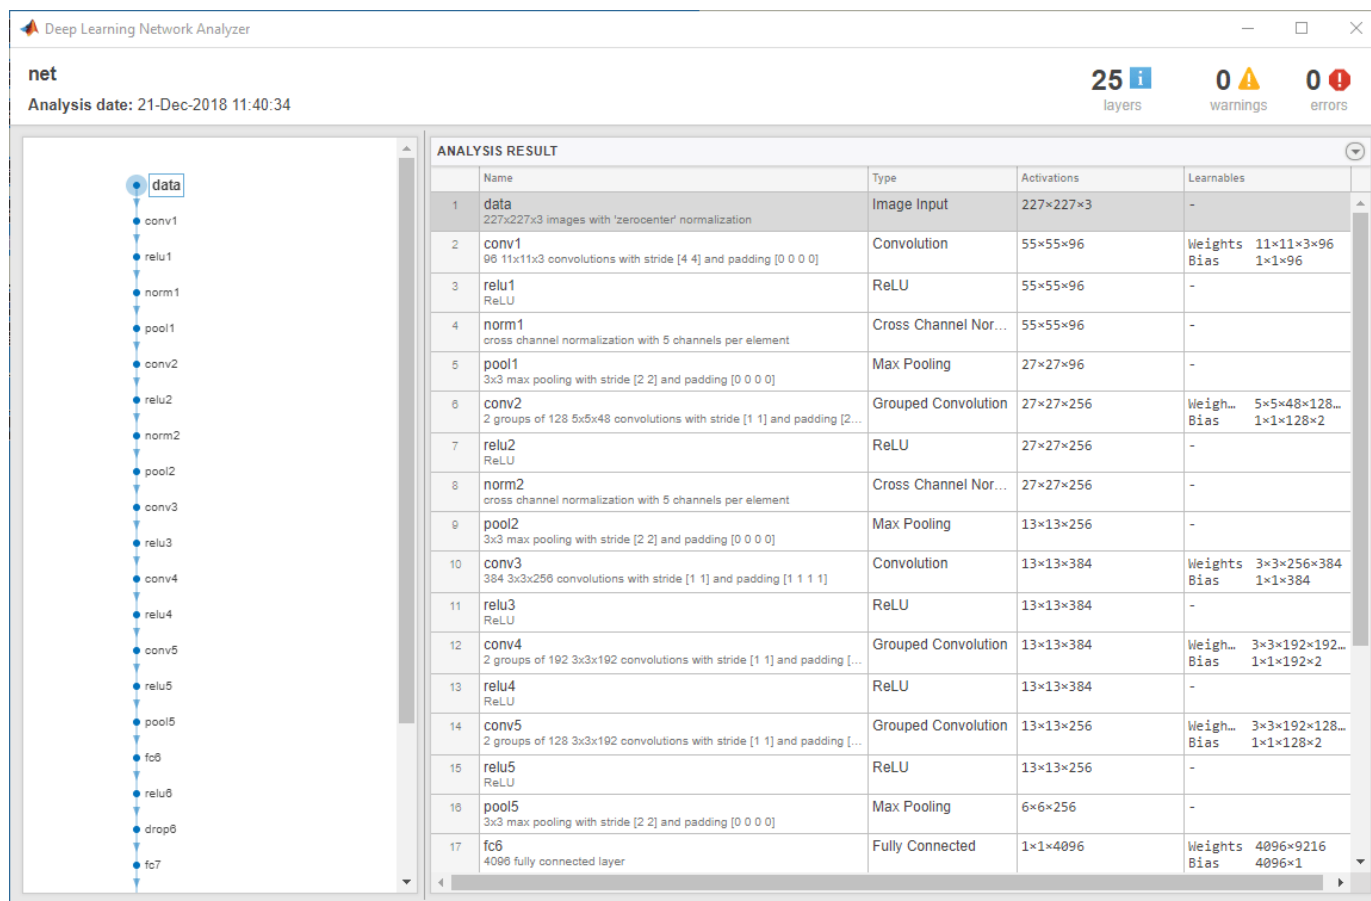 Deep Learning Network Analyzer
net
Analysis date: 21-Dec-2018 11:40:34
25 i
layers
0
warnings
0
errors
data
conv1
relu1
norm1
pool1
conv2
relu2
norm2
pool2
conv3
relu3
conv4
relu4
conv5
relu5
pool5
fc6
relu6
drop6
fc7
ANALYSIS RESULT
Name Type Activations Learnables
1 data Image Input 227×227×3 -
227x227x3 images with 'zerocenter' normalization
2 conv1 Convolution 55×55×96 Weights 11×11×3×96
96 11x11x3 convolutions with stride [4 4] and padding [0 0 0 0] Bias 1×1×96
3 relu1 ReLU 55×55×96 -
ReLU
4 norm1 Cross Channel Nor... 55×55×96 -
cross channel normalization with 5 channels per element
5 pool1 Max Pooling 27×27×96 -
3x3 max pooling with stride [2 2] and padding [0 0 0 0]
6 conv2 Grouped Convolution 27×27×256 Weigh... 5×5×48×128...
2 groups of 128 5x5x48 convolutions with stride [1 1] and padding [2... Bias 1×1×128×2
7 relu2 ReLU 27×27×256 -
ReLU
8 norm2 Cross Channel Nor... 27×27×256 -
cross channel normalization with 5 channels per element
9 pool2 Max Pooling 13×13×256 -
3x3 max pooling with stride [2 2] and padding [0 0 0 0]
10 conv3 Convolution 13×13×384 Weights 3×3×256×384
384 3x3x256 convolutions with stride [1 1] and padding [1 1 1 1] Bias 1×1×384
11 relu3 ReLU 13×13×384 -
ReLU
12 conv4 Grouped Convolution 13×13×384 Weigh... 3×3×192×192...
2 groups of 192 3x3x192 convolutions with stride [1 1] and padding [... Bias 1×1×192×2
13 relu4 ReLU 13×13×384 -
ReLU
14 conv5 Grouped Convolution 13×13×256 Weigh... 3×3×192×128...
2 groups of 128 3x3x192 convolutions with stride [1 1] and padding [... Bias 1×1×128×2
15 relu5 ReLU 13×13×256 -
ReLU
16 pool5 Max Pooling 6×6×256 -
3x3 max pooling with stride [2 2] and padding [0 0 0 0]
17 fc6 Fully Connected 1×1×4096 Weights 4096×9216
4096 fully connected layer Bias 4096×1